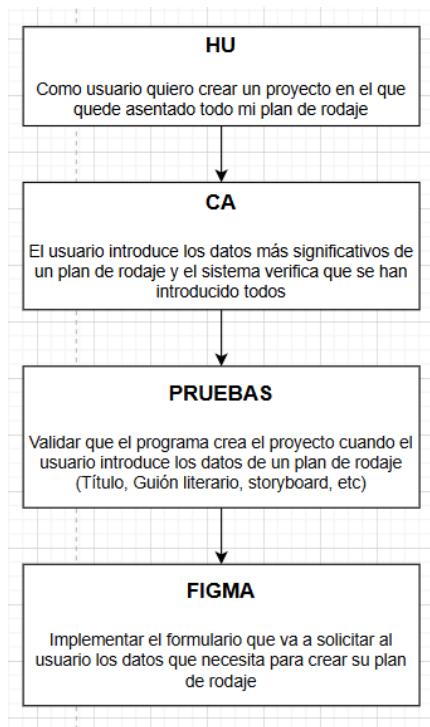 HU
Como usuario quiero crear un proyecto en el que
quede asentado todo mi plan de rodaje
CA
El usuario introduce los datos más significativos de
un plan de rodaje y el sistema verifica que se han
introducido todos
PRUEBAS
Validar que el programa crea el proyecto cuando el
usuario introduce los datos de un plan de rodaje
(Título, Guión literario, storyboard, etc)
FIGMA
Implementar el formulario que va a solicitar al
usuario los datos que necesita para crear su plan
de rodaje